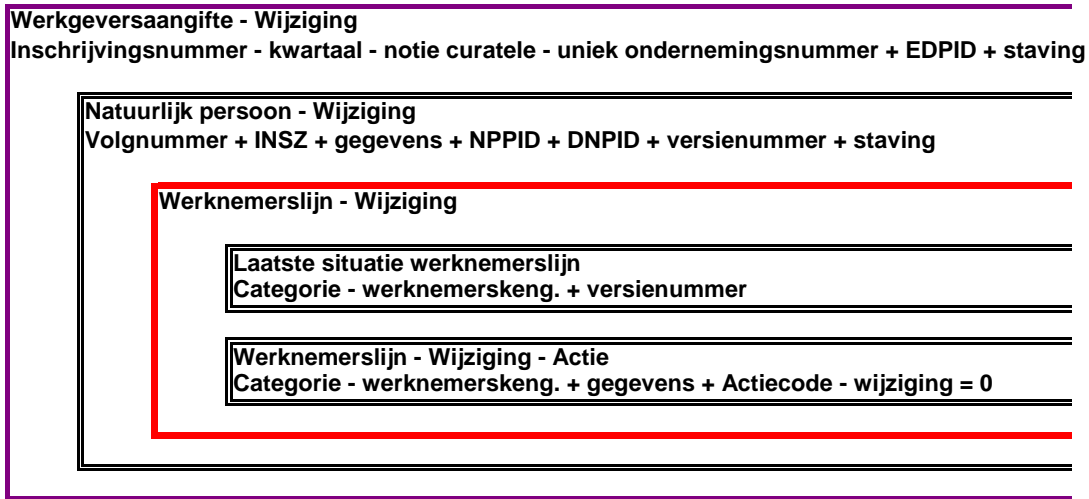 Werkgeversaangifte - Wijziging
Inschrijvingsnummer - kwartaal - notie curatele - uniek ondernemingsnummer + EDPID + staving
Natuurlijk persoon - Wijziging
Volgnummer + INSZ + gegevens + NPPID + DNPID + versienummer + staving
Werknemerslijn - Wijziging
Laatste situatie werknemerslijn
Categorie - werknemerskeng. + versienummer
Werknemerslijn - Wijziging - Actie
Categorie - werknemerskeng. + gegevens + Actiecode - wijziging = 0